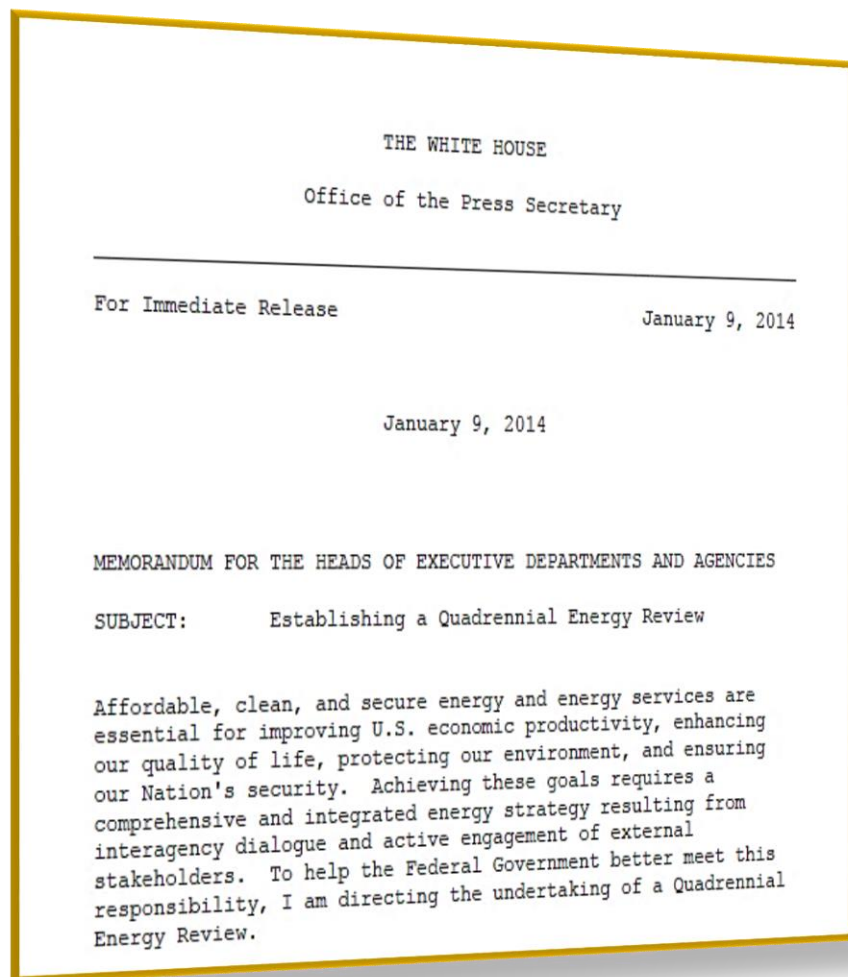 THE WHITE HOUSE
Office of the Press Secretary
For Immediate Release January 9, 2014
January 9, 2014
MEMORANDUM FOR THE HEADS OF EXECUTIVE DEPARTMENTS AND AGENCIES
SUBJECT: Establishing a Quadrennial Energy Review
Affordable, clean, and secure energy and energy services are
essential for improving U.S. economic productivity, enhancing
our quality of life, protecting our environment, and ensuring
our Nation's security. Achieving these goals requires a
comprehensive and integrated energy strategy resulting from
interagency dialogue and active engagement of external
stakeholders. To help the Federal Government better meet this
responsibility, I am directing the undertaking of a Quadrennial
Energy Review.